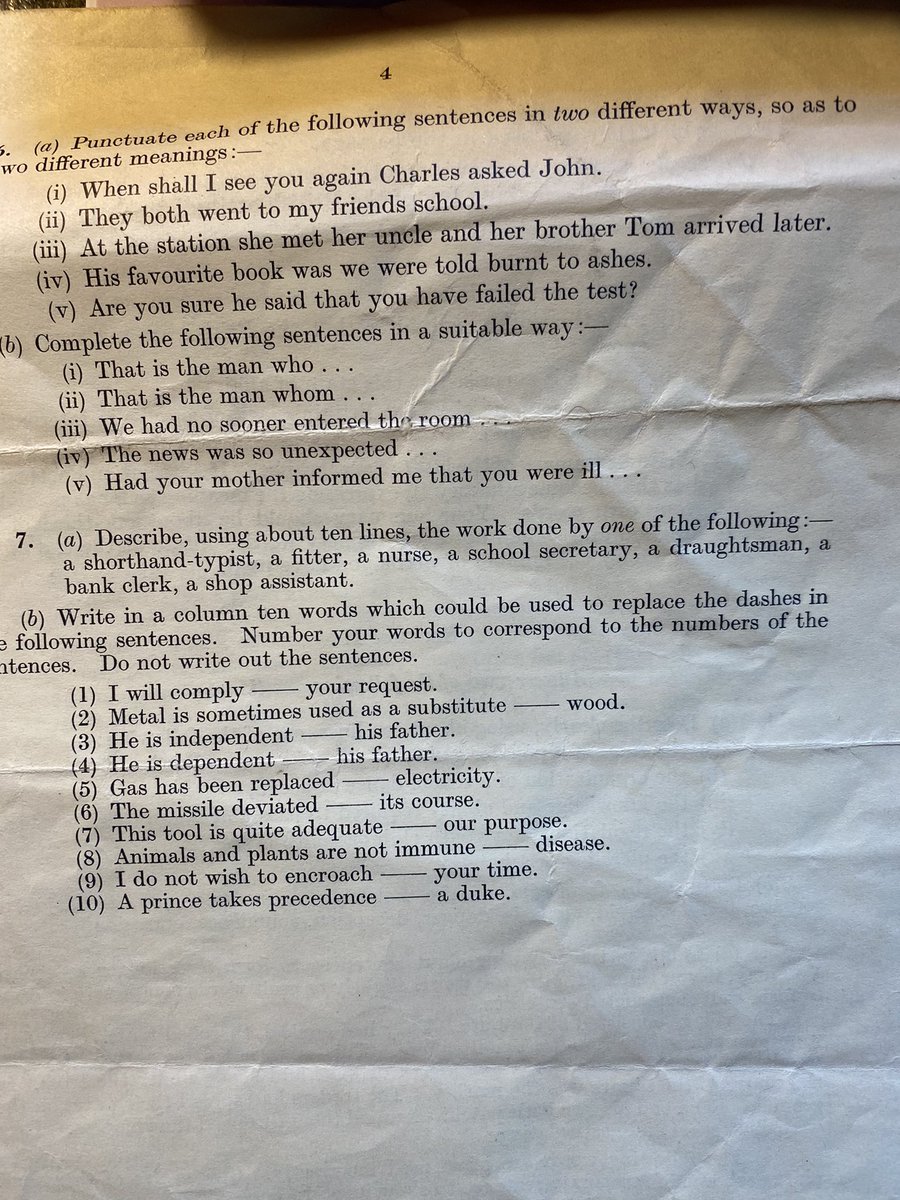 4
(a) Punctuate each of the following sentences in two different ways, so as to
wo different meanings:—
(i) When shall I see you again Charles asked John.
(ii) They both went to my friends school.
(iii) At the station she met her uncle and her brother Tom arrived later.
(iv) His favourite book was we were told burnt to ashes.
(v) Are you sure he said that you have failed the test?
(b) Complete the following sentences in a suitable way:—
(i) That is the man who . . .
(ii) That is the man whom . . .
(iii) We had no sooner entered the room . . .
(iv) The news was so unexpected . . .
(v) Had your mother informed me that you were ill . . .
7. (a) Describe, using about ten lines, the work done by one of the following:—
a shorthand-typist, a fitter, a nurse, a school secretary, a draughtsman, a
bank clerk, a shop assistant.
(b) Write in a column ten words which could be used to replace the dashes in
e following sentences. Number your words to correspond to the numbers of the
ntences. Do not write out the sentences.
(1) I will comply —— your request.
(2) Metal is sometimes used as a substitute —— wood.
(3) He is independent —— his father.
(4) He is dependent —— his father.
(5) Gas has been replaced —— electricity.
(6) The missile deviated —— its course.
(7) This tool is quite adequate —— our purpose.
(8) Animals and plants are not immune —— disease.
(9) I do not wish to encroach —— your time.
(10) A prince takes precedence —— a duke.